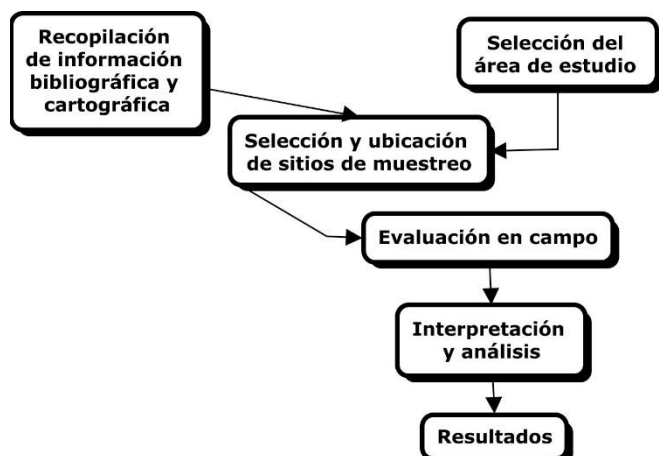 Recopilación
de información
bibliográfica y
cartográfica
Selección del
área de estudio
Selección y ubicación
de sitios de muestreo
Evaluación en campo
Interpretación
y análisis
Resultados